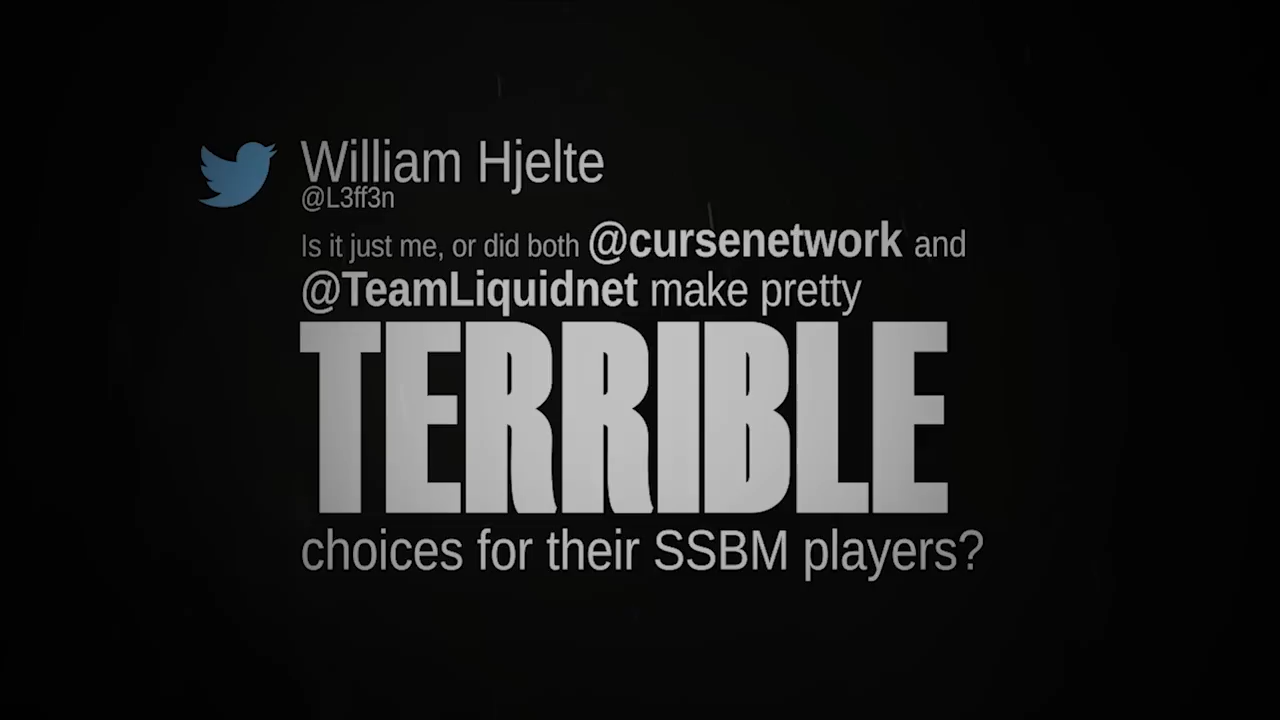 William Hjelte
@L3ff3n
Is it just me, or did both @cursenetwork and
@TeamLiquidnet make pretty
TERRIBLE
choices for their SSBM players?